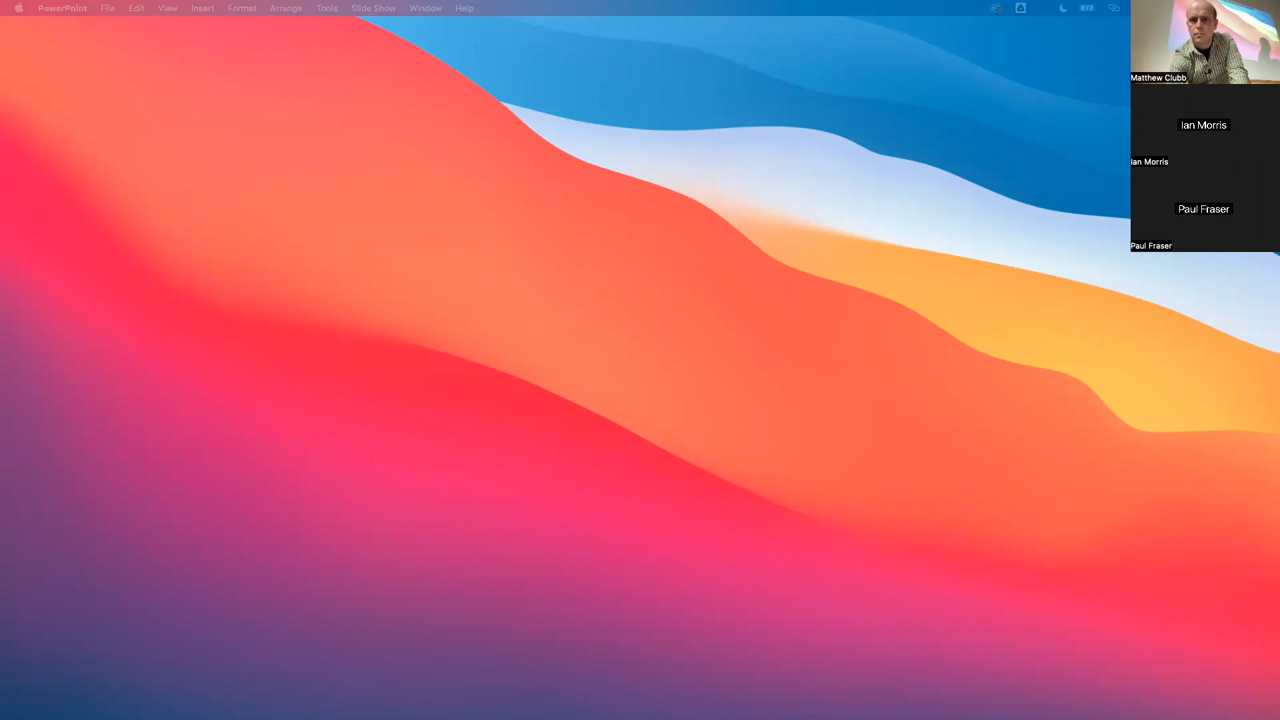 PowerPoint File Edit View Insert Format Arrange Tools Slide Show Window Help
Matthew Clubb
Ian Morris
Ian Morris
Paul Fraser
Paul Fraser